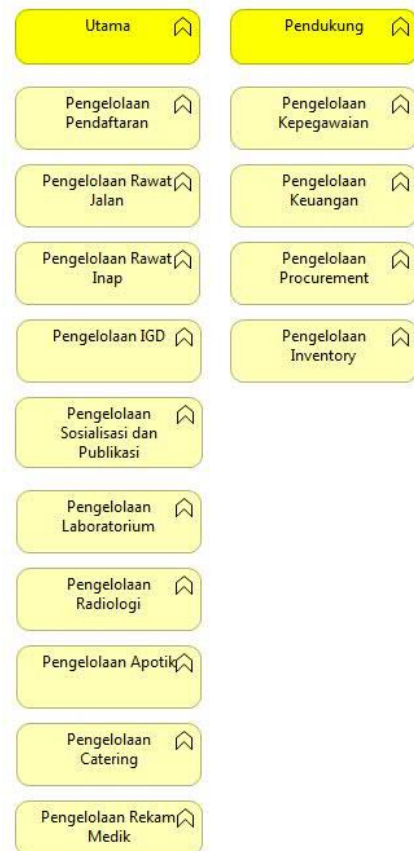 Utama
Pengelolaan
Pendaftaran
Pengelolaan Rawat
Jalan
Pengelolaan Rawat
Inap
Pengelolaan IGD
Pengelolaan
Sosialisasi dan
Publikasi
Pengelolaan
Laboratorium
Pengelolaan
Radiologi
Pengelolaan Apotik
Pengelolaan
Catering
Pengelolaan Rekam
Medik
Pendukung
Pengelolaan
Kepegawaian
Pengelolaan
Keuangan
Pengelolaan
Procurement
Pengelolaan
Inventory